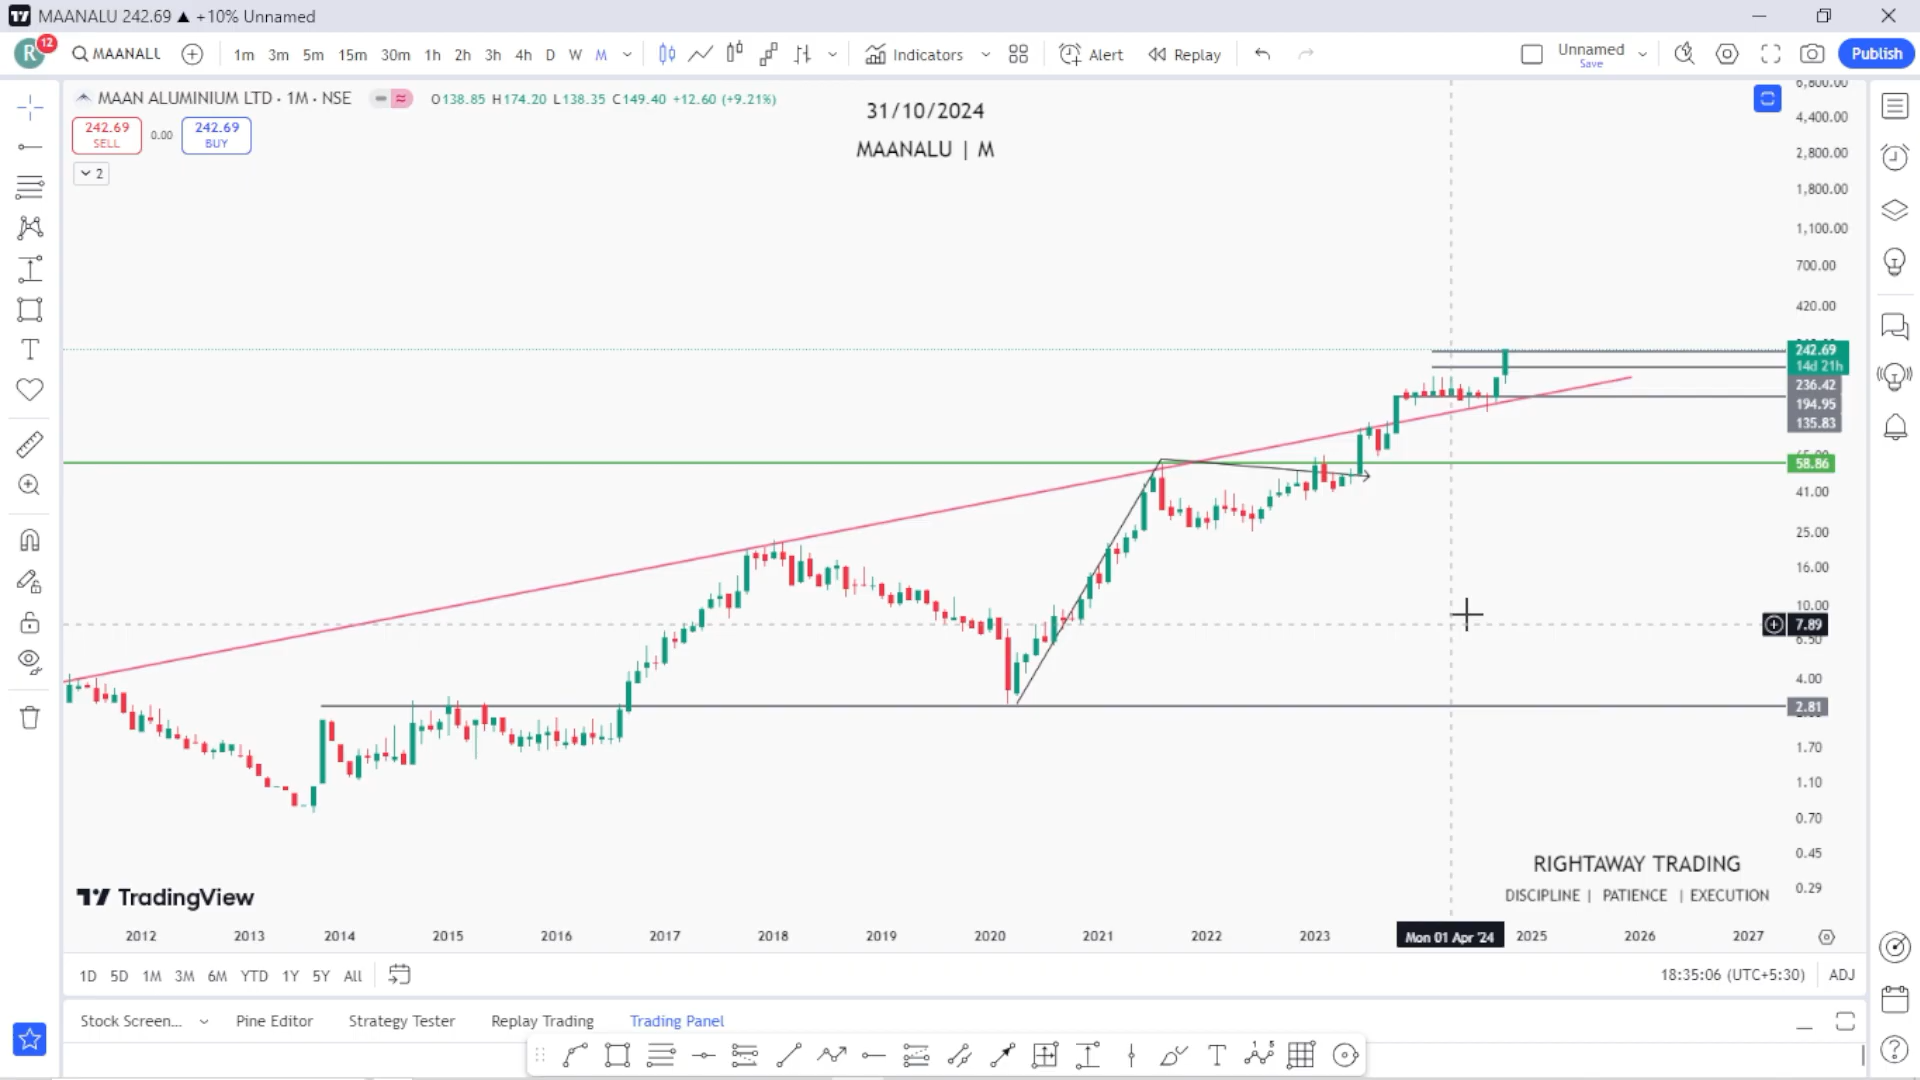 MAANALU 242.69 ▲ +10% Unnamed
R 12 MAANALU 1m 3m 5m 15m 30m 1h 2h 3h 4h D W M Indicators Alert Replay Unnamed Save Publish
MAAN ALUMINIUM LTD · 1M · NSE O138.85 H174.20 L138.35 C149.40 +12.60 (+9.21%)
242.69 SELL 0.00 242.69 BUY
2
31/10/2024
MAANALU | M
6,800.00
4,400.00
2,800.00
1,800.00
1,100.00
700.00
420.00
242.69
14d 21h
236.42
194.95
135.83
58.86
41.00
25.00
16.00
10.00
7.89
6.50
4.00
2.81
1.70
1.10
0.70
0.45
0.29
RIGHTAWAY TRADING
DISCIPLINE | PATIENCE | EXECUTION
TradingView
2012 2013 2014 2015 2016 2017 2018 2019 2020 2021 2022 2023 Mon 01 Apr '24 2025 2026 2027
1D 5D 1M 3M 6M YTD 1Y 5Y All 18:35:06 (UTC+5:30) ADJ
Stock Screen... Pine Editor Strategy Tester Replay Trading Trading Panel